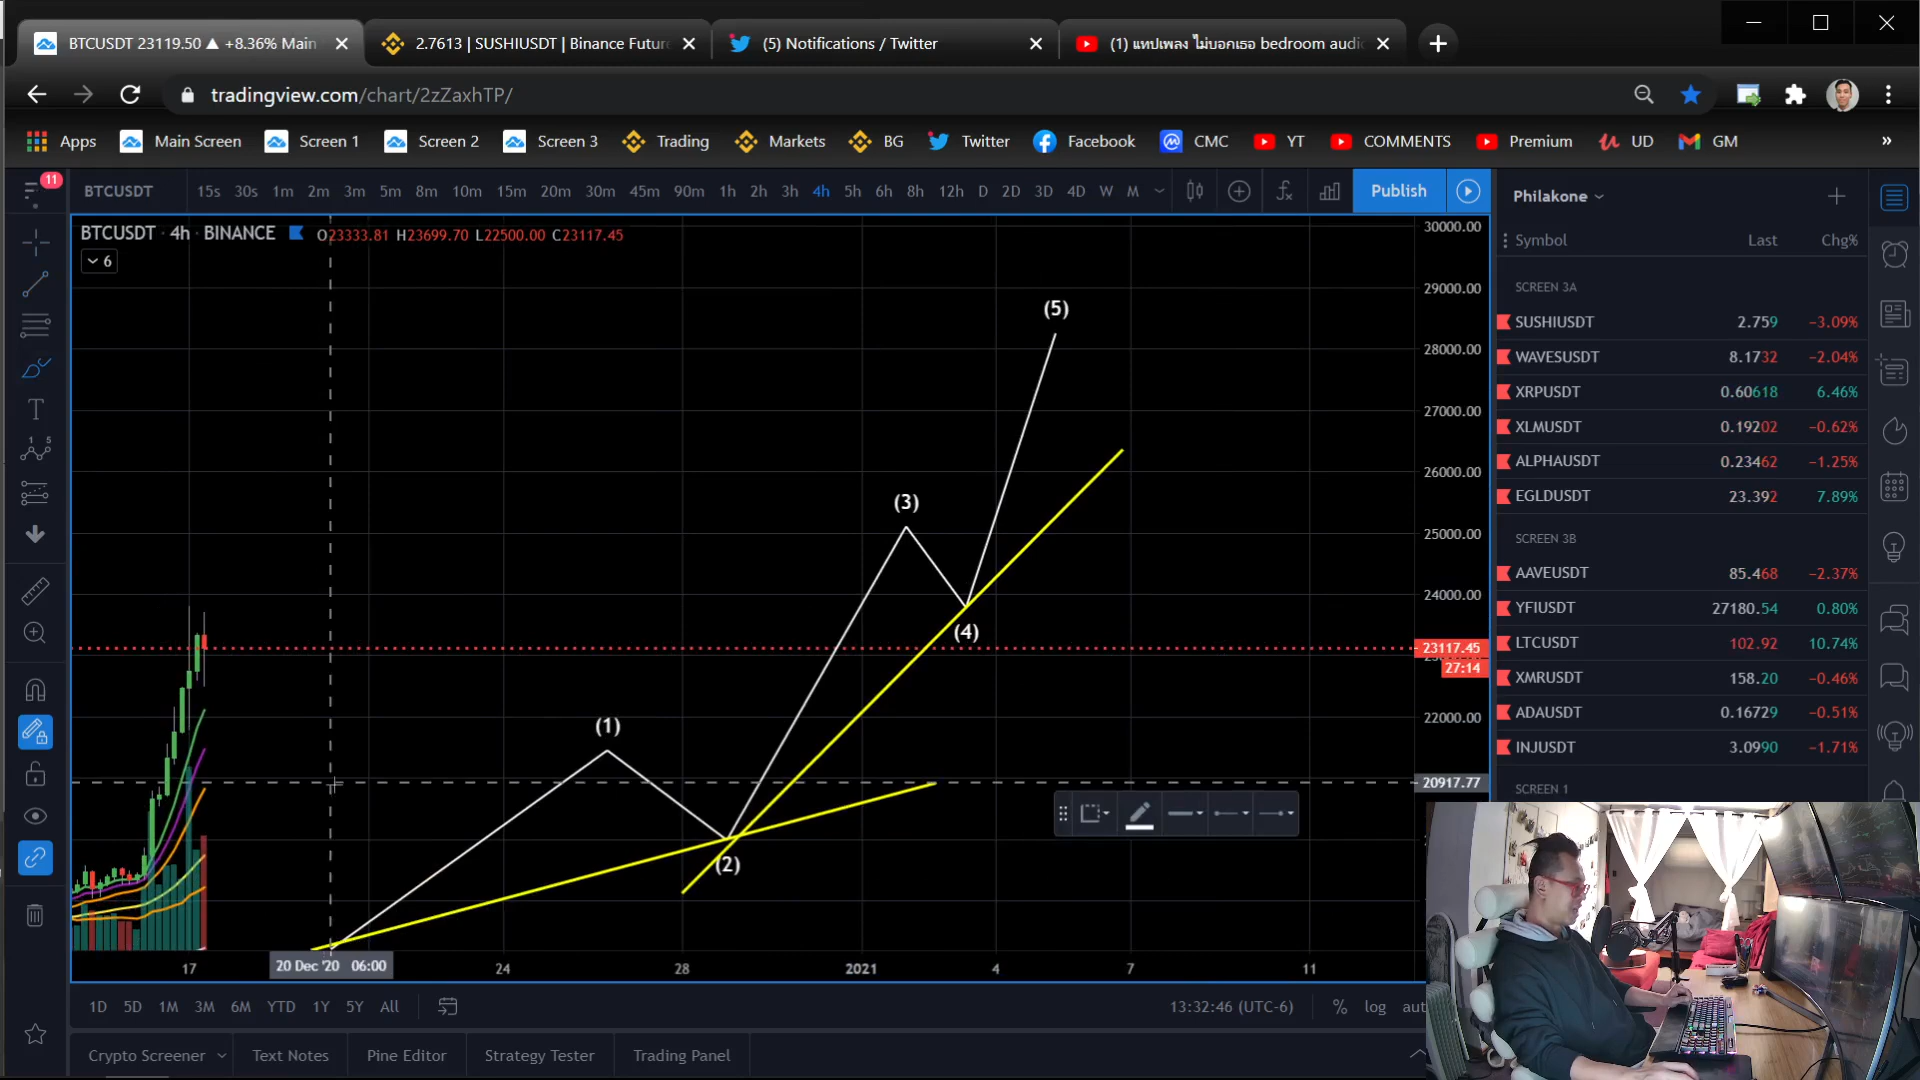 BTCUSDT 23119.50 ▲ +8.36% Main
2.7613 | SUSHIUSDT | Binance Futur
(5) Notifications / Twitter
(1) แทปเพลง ไม่บอกเธอ bedroom audi
tradingview.com/chart/2zZaxhTP/
Apps Main Screen Screen 1 Screen 2 Screen 3 Trading Markets BG Twitter Facebook CMC YT COMMENTS Premium UD GM »
11
BTCUSDT 15s 30s 1m 2m 3m 5m 8m 10m 15m 20m 30m 45m 90m 1h 2h 3h 4h 5h 6h 8h 12h D 2D 3D 4D W M Publish
Philakone
BTCUSDT · 4h · BINANCE O23333.81 H23699.70 L22500.00 C23117.45
6
Symbol Last Chg%
SCREEN 3A
SUSHIUSDT 2.759 −3.09%
WAVESUSDT 8.1732 −2.04%
XRPUSDT 0.60618 6.46%
XLMUSDT 0.19202 −0.62%
ALPHAUSDT 0.23462 −1.25%
EGLDUSDT 23.392 7.89%
SCREEN 3B
AAVEUSDT 85.468 −2.37%
YFIUSDT 27180.54 0.80%
LTCUSDT 102.92 10.74%
XMRUSDT 158.20 −0.46%
ADAUSDT 0.16729 −0.51%
INJUSDT 3.0990 −1.71%
SCREEN 1
30000.00
29000.00
28000.00
27000.00
26000.00
25000.00
24000.00
23117.45
27:14
22000.00
20917.77
(5)
(3)
(4)
(1)
(2)
17 20 Dec '20 06:00 24 28 2021 4 7 11
1D 5D 1M 3M 6M YTD 1Y 5Y All
13:32:46 (UTC-6) % log
Crypto Screener Text Notes Pine Editor Strategy Tester Trading Panel